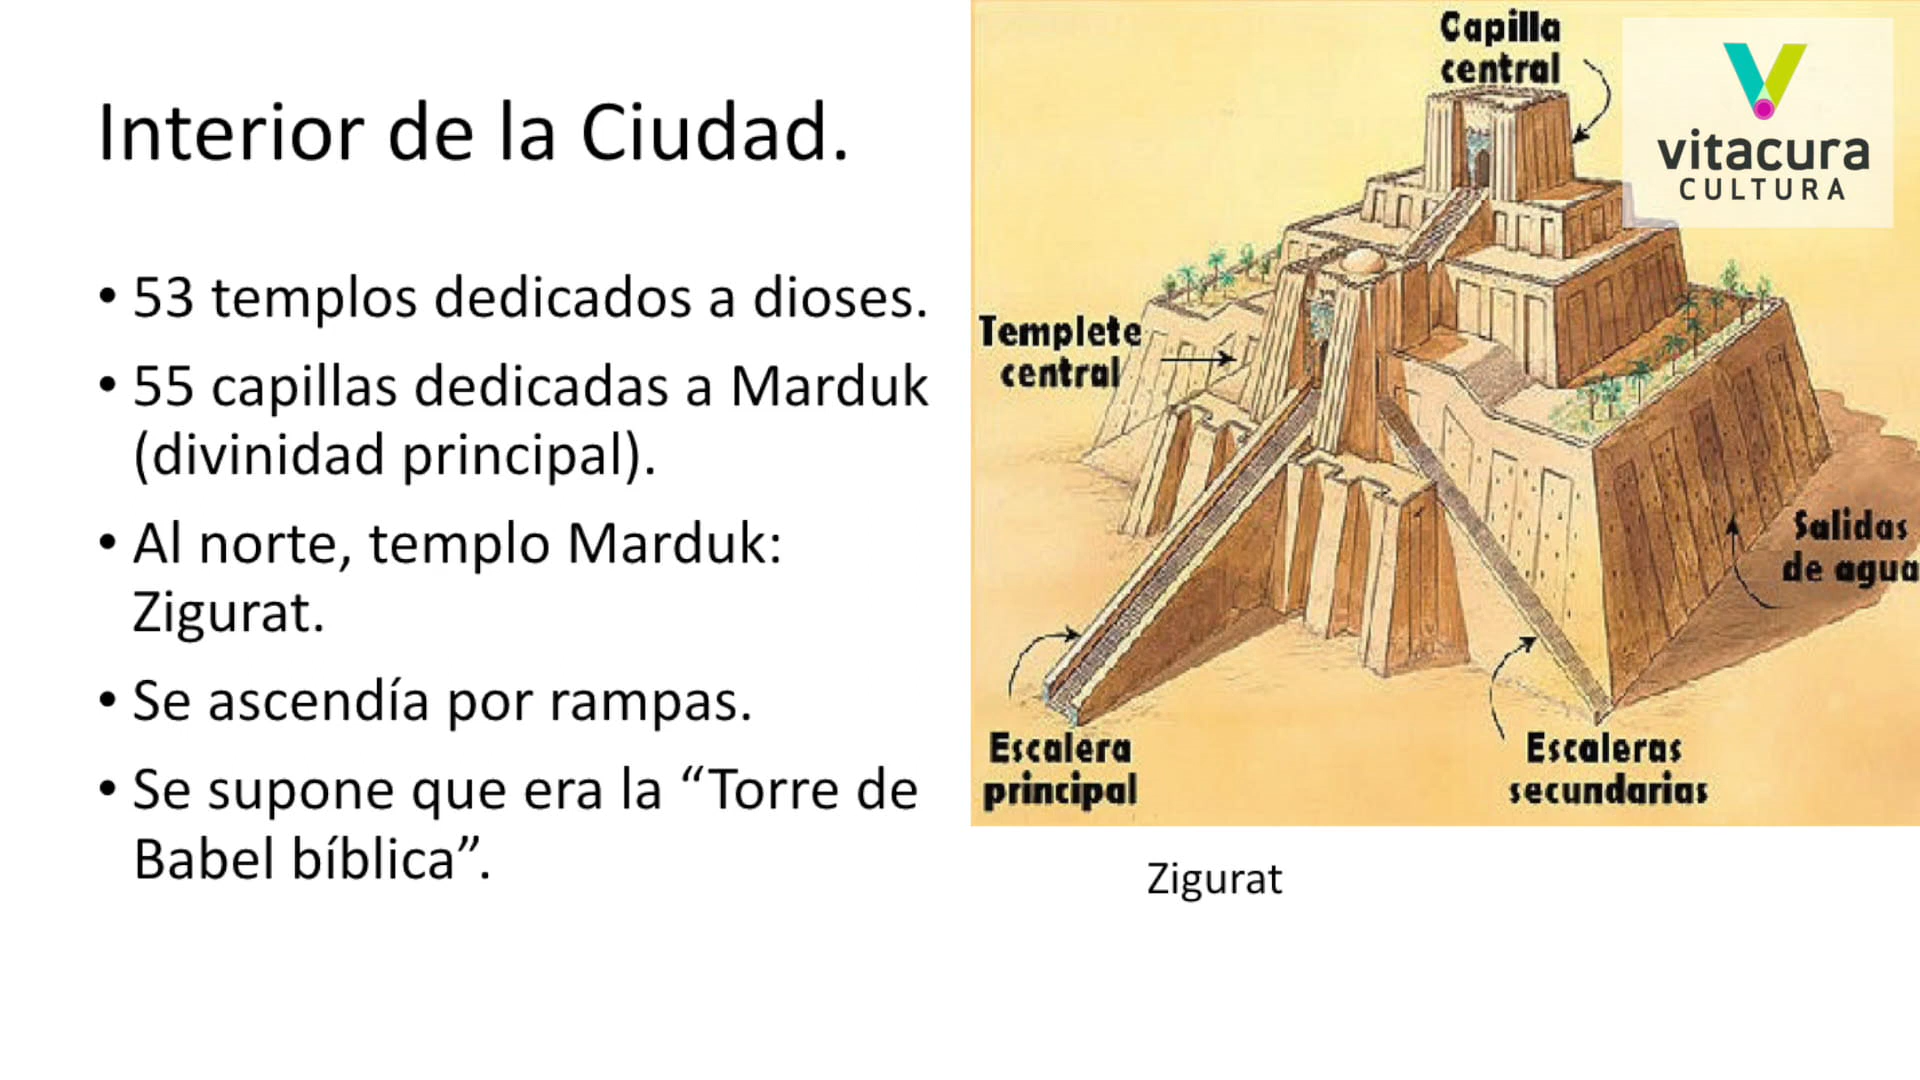 Interior de la Ciudad.
• 53 templos dedicados a dioses.
• 55 capillas dedicadas a Marduk
(divinidad principal).
• Al norte, templo Marduk:
Zigurat.
• Se ascendía por rampas.
• Se supone que era la “Torre de
Babel bíblica”.
Capilla
central
Templete
central
Salidas
de agua
Escalera
principal
Escaleras
secundarias
Zigurat
vitacura
CULTURA